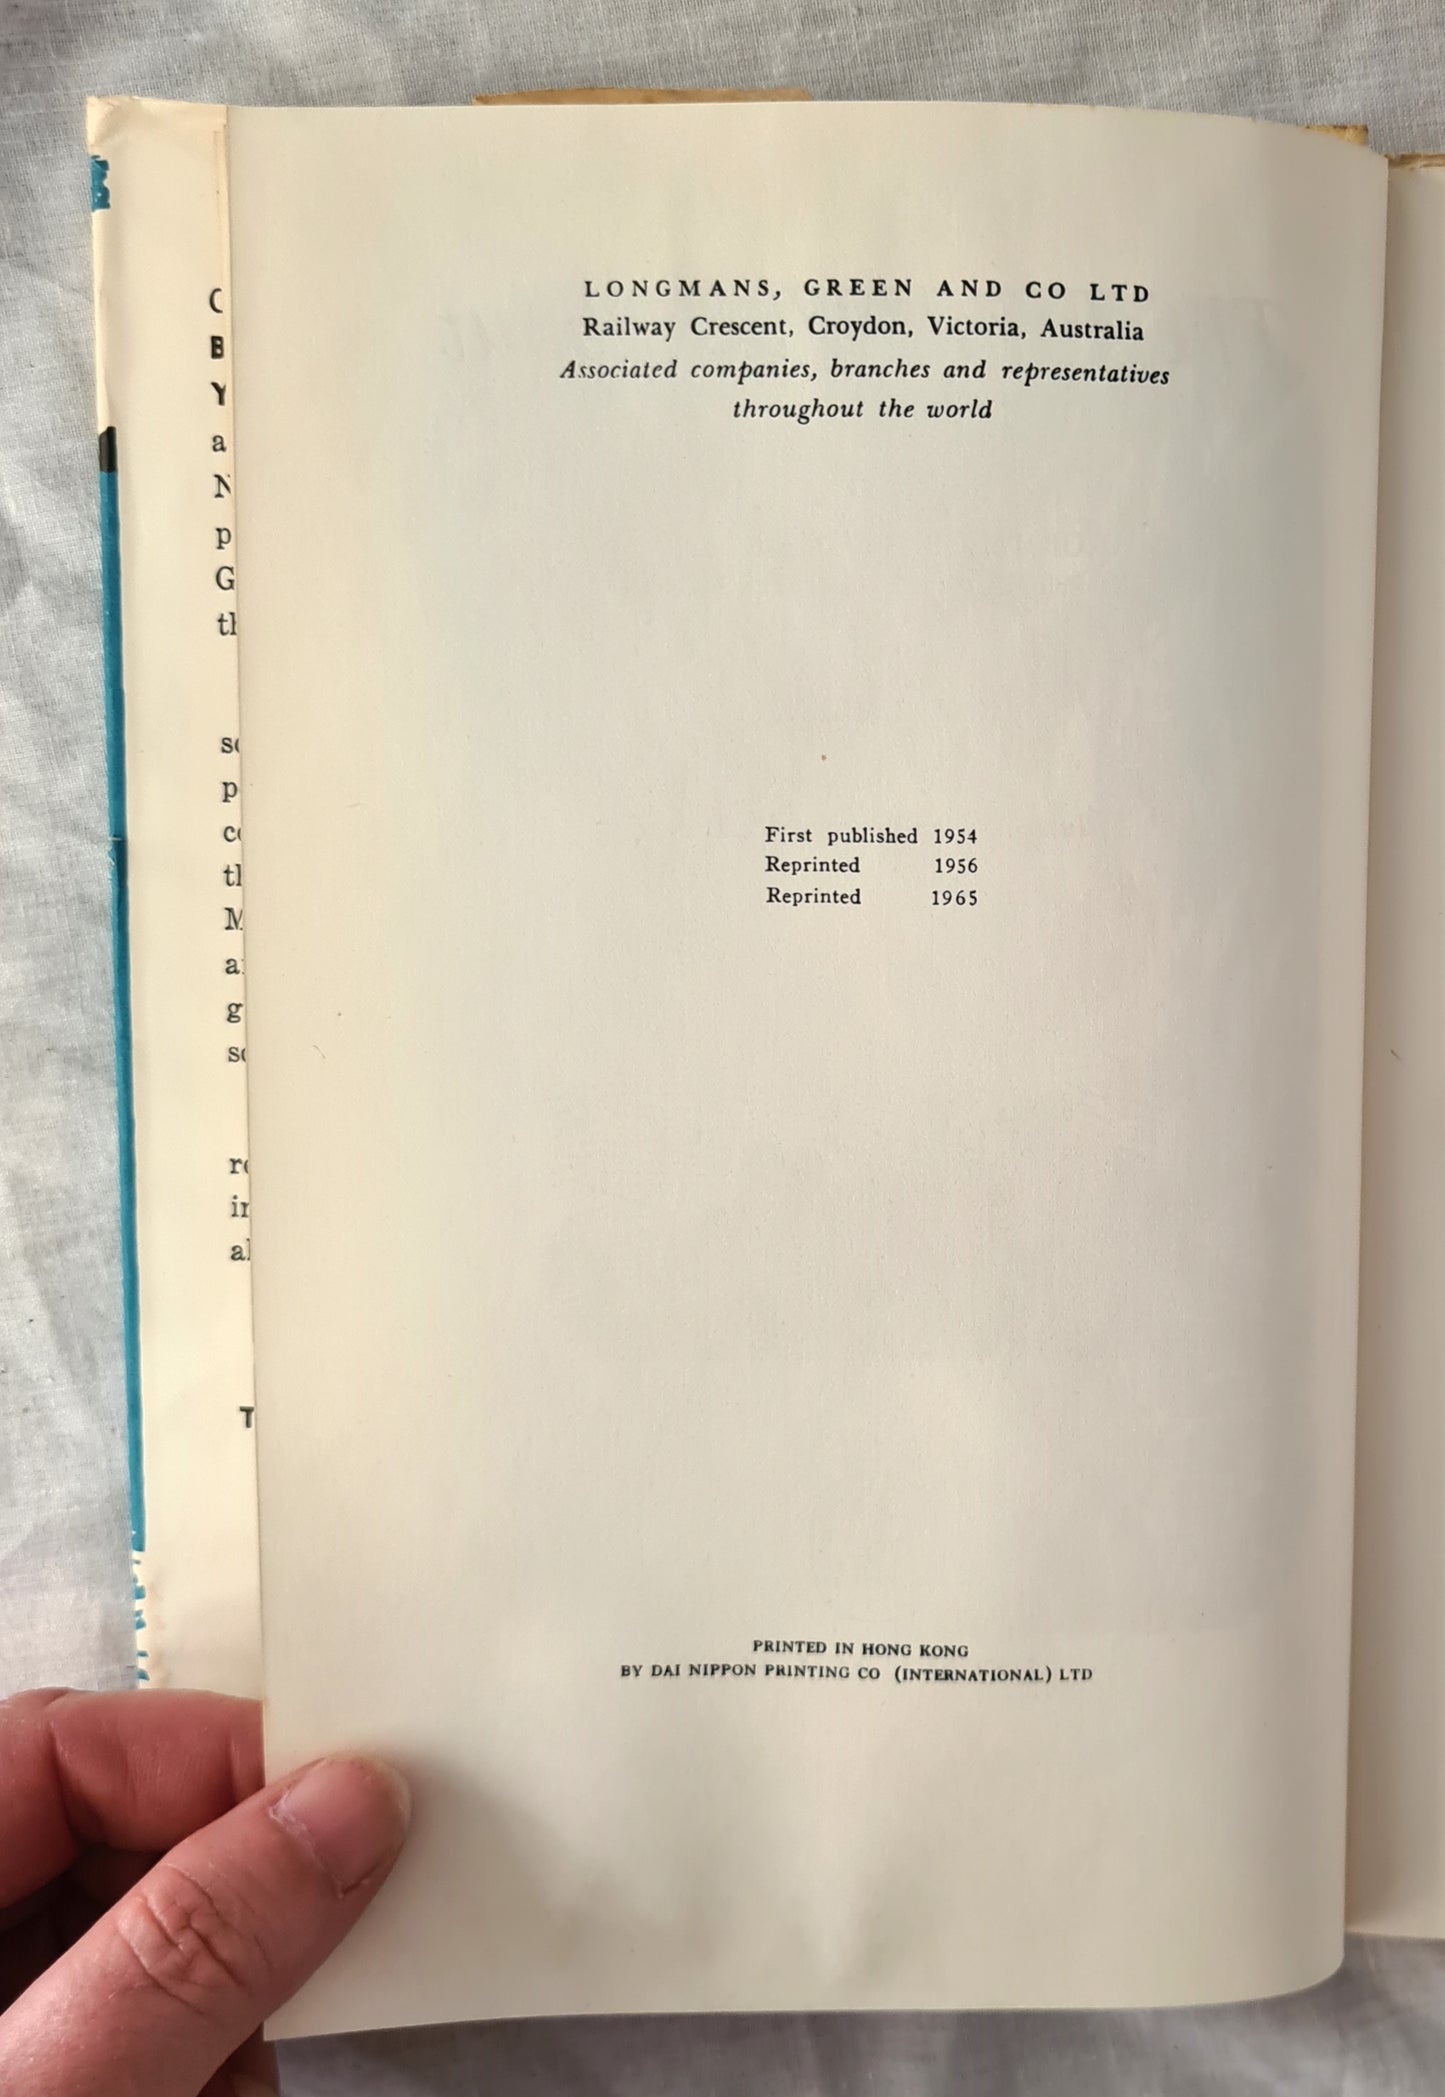 LONGMANS, GREEN AND CO LTD
Railway Crescent, Croydon, Victoria, Australia
Associated companies, branches and representatives
throughout the world
First published 1954
Reprinted 1956
Reprinted 1965
PRINTED IN HONG KONG
BY DAI NIPPON PRINTING CO (INTERNATIONAL) LTD